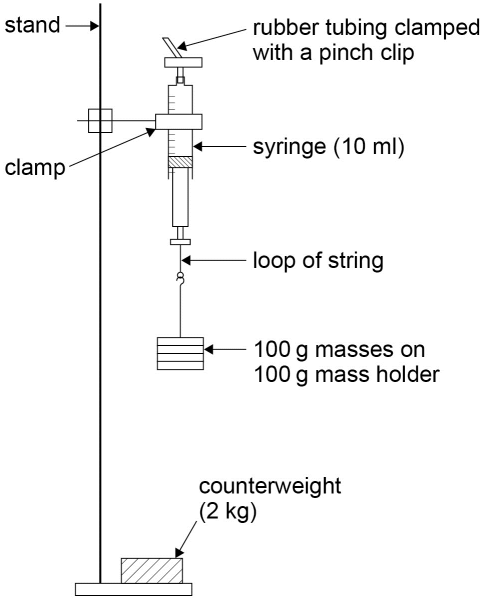 stand
rubber tubing clamped
with a pinch clip
syringe (10 ml)
clamp
loop of string
100 g masses on
100 g mass holder
counterweight
(2 kg)